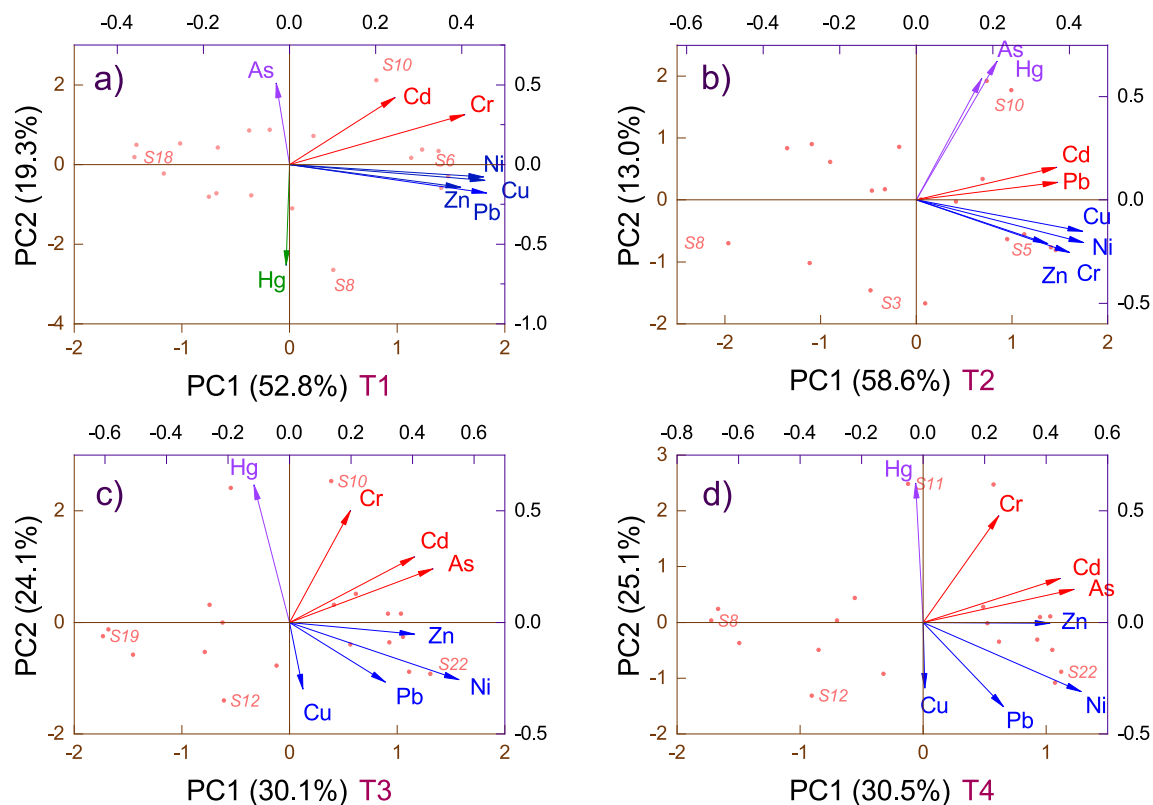 -0.4 -0.2 0.0 0.2 0.4
a)
As
S10
Cd
Cr
S18
S6
Ni
Cu
Zn
Pb
Hg
S8
2
0
-2
-4
0.5
0.0
-0.5
-1.0
-2 -1 0 1 2
PC2 (19.3%)
PC1 (52.8%) T1
-0.6 -0.4 -0.2 0.0 0.2 0.4
b)
As
Hg
S10
Cd
Pb
Cu
S8
S5
Ni
Zn
Cr
S3
2
1
0
-1
-2
0.5
0.0
-0.5
-2 -1 0 1 2
PC2 (13.0%)
PC1 (58.6%) T2
-0.6 -0.4 -0.2 0.0 0.2 0.4 0.6
c)
Hg
S10
Cr
Cd
As
Zn
S19
S22
Ni
S12
Cu
Pb
2
0
-2
0.5
0.0
-0.5
-2 -1 0 1 2
PC2 (24.1%)
PC1 (30.1%) T3
-0.8 -0.6 -0.4 -0.2 0.0 0.2 0.4 0.6
d)
Hg
S11
Cr
Cd
As
S8
Zn
S22
S12
Cu
Pb
Ni
3
2
1
0
-1
-2
0.5
0.0
-0.5
-2 -1 0 1
PC2 (25.1%)
PC1 (30.5%) T4